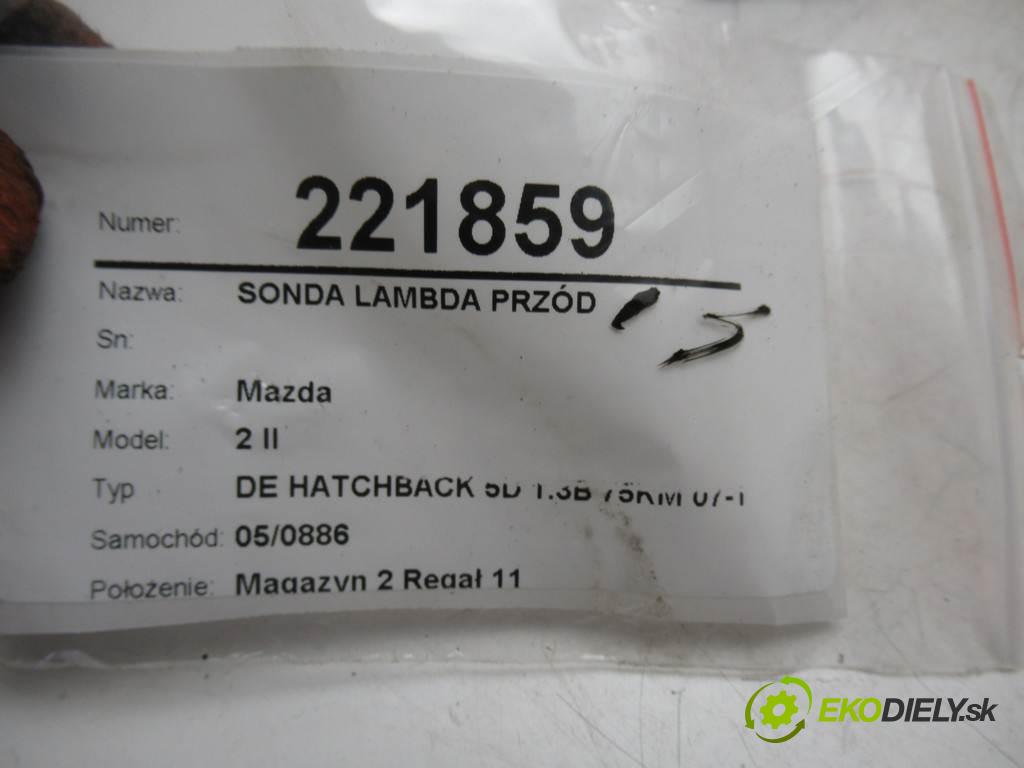 Numer: 221859
Nazwa: SONDA LAMBDA PRZÓD
Sn:
Marka: Mazda
Model: 2 II
Typ DE HATCHBACK 5D 1.3B 75KM 07-1
Samochód: 05/0886
Położenie: Magazyn 2 Regał 11
EKODIELY.sk